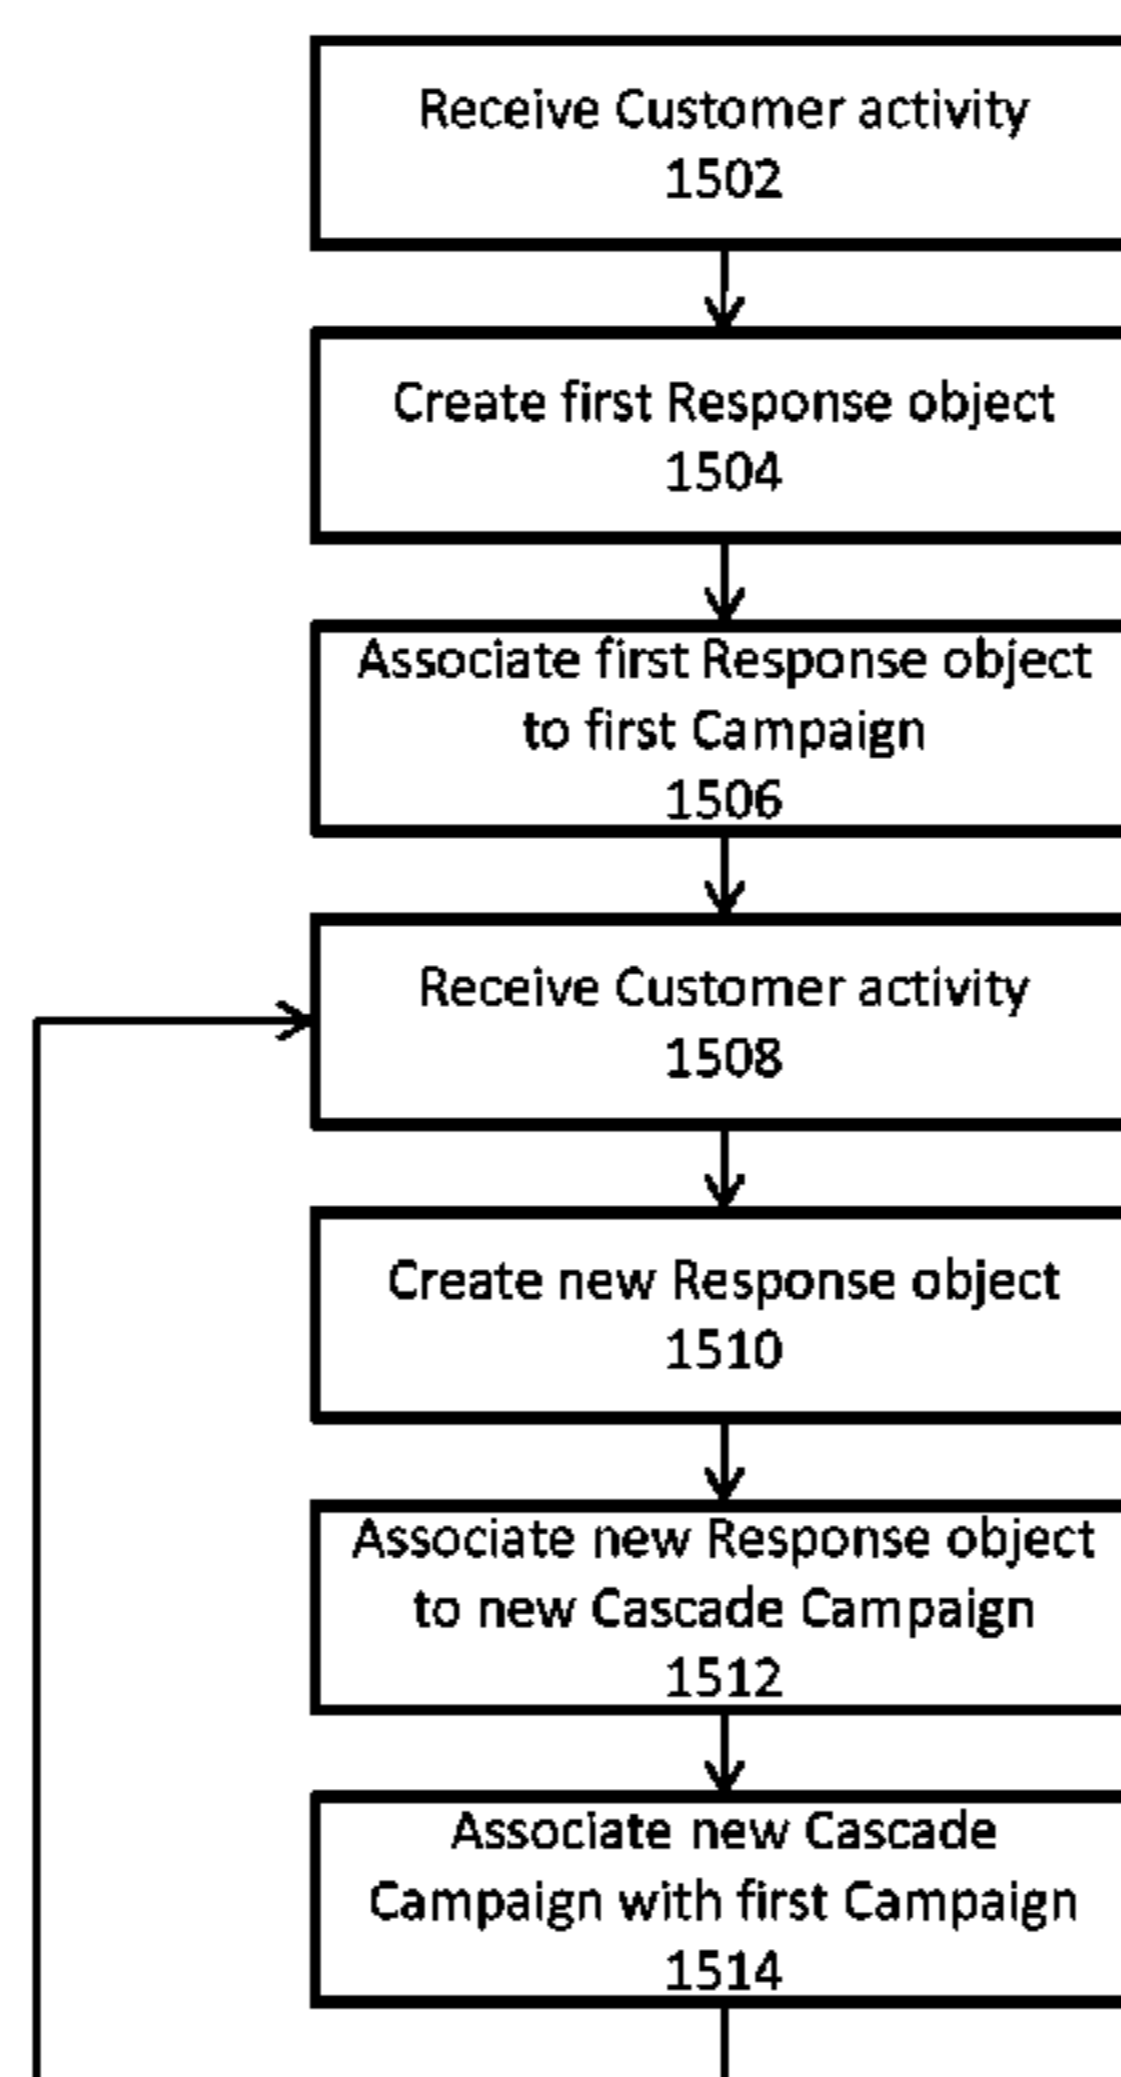 Receive Customer activity
1502
Create first Response object
1504
Associate first Response object
to first Campaign
1506
Receive Customer activity
1508
Create new Response object
1510
Associate new Response object
to new Cascade Campaign
1512
Associate new Cascade
Campaign with first Campaign
1514